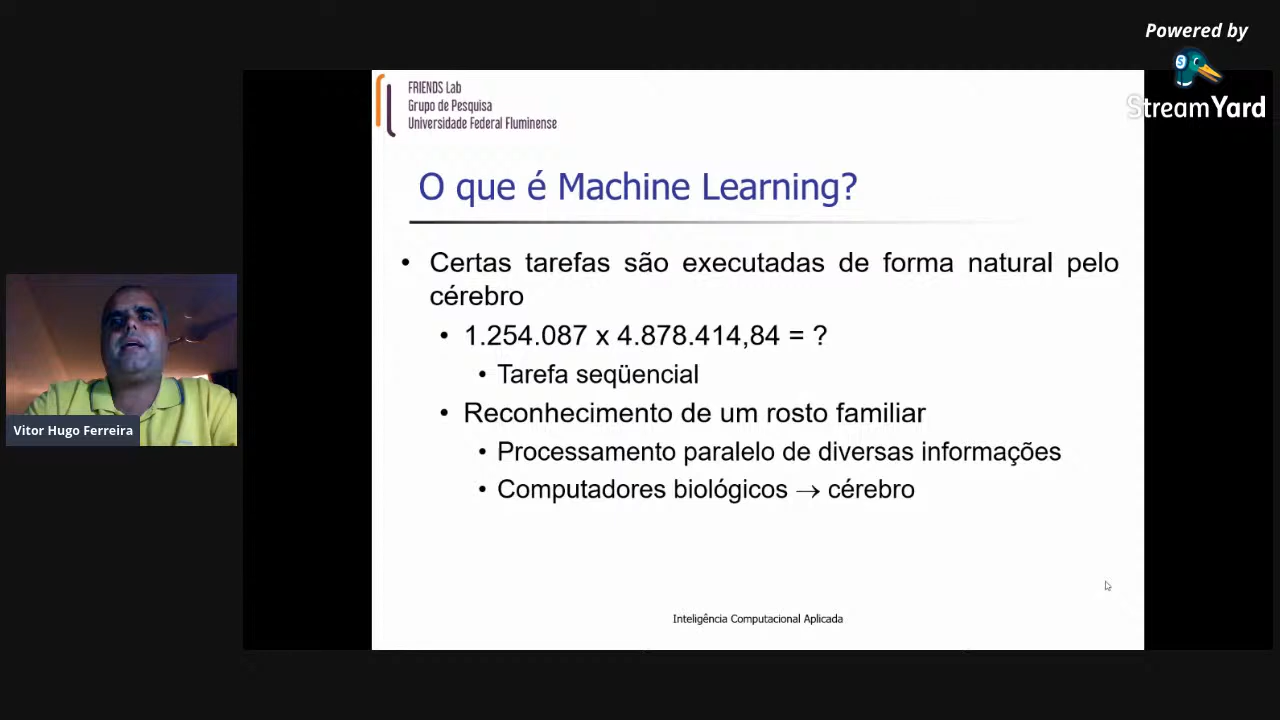 Powered by
StreamYard
FRIENDS Lab
Grupo de Pesquisa
Universidade Federal Fluminense
O que é Machine Learning?
• Certas tarefas são executadas de forma natural pelo
cérebro
• 1.254.087 x 4.878.414,84 = ?
• Tarefa seqüencial
• Reconhecimento de um rosto familiar
• Processamento paralelo de diversas informações
• Computadores biológicos → cérebro
Vitor Hugo Ferreira
Inteligência Computacional Aplicada